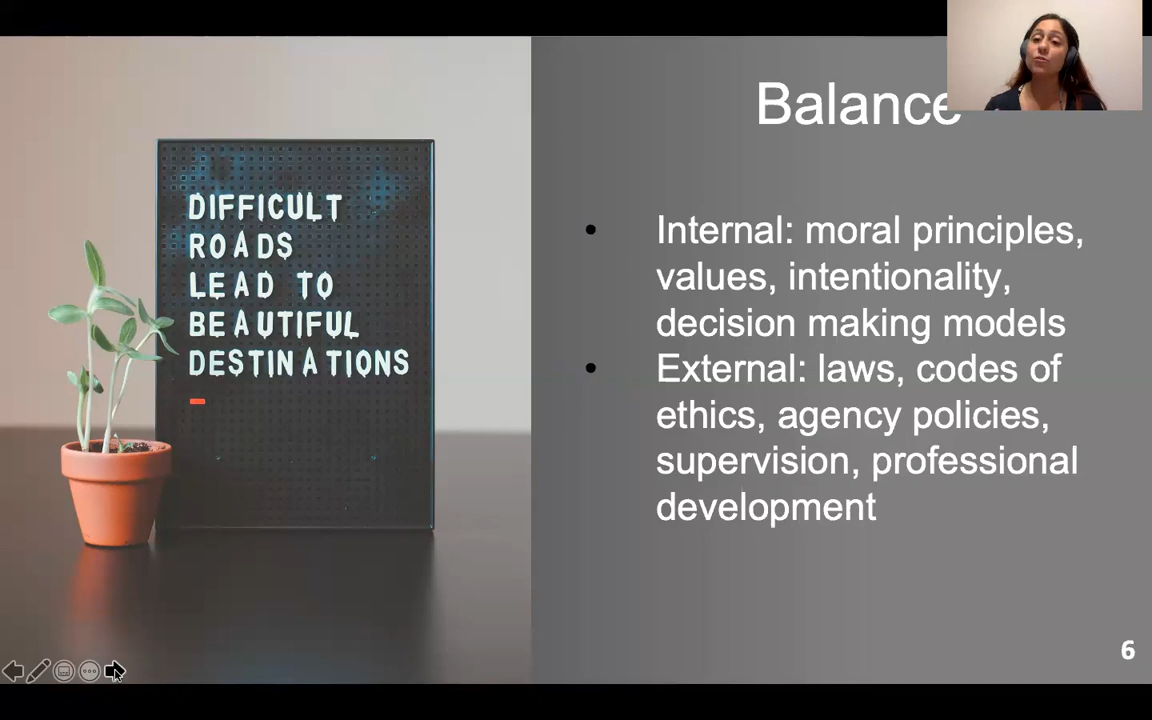 Balance
DIFFICULT
ROADS
LEAD TO
BEAUTIFUL
DESTINATIONS
Internal: moral principles,
values, intentionality,
decision making models
External: laws, codes of
ethics, agency policies,
supervision, professional
development
6